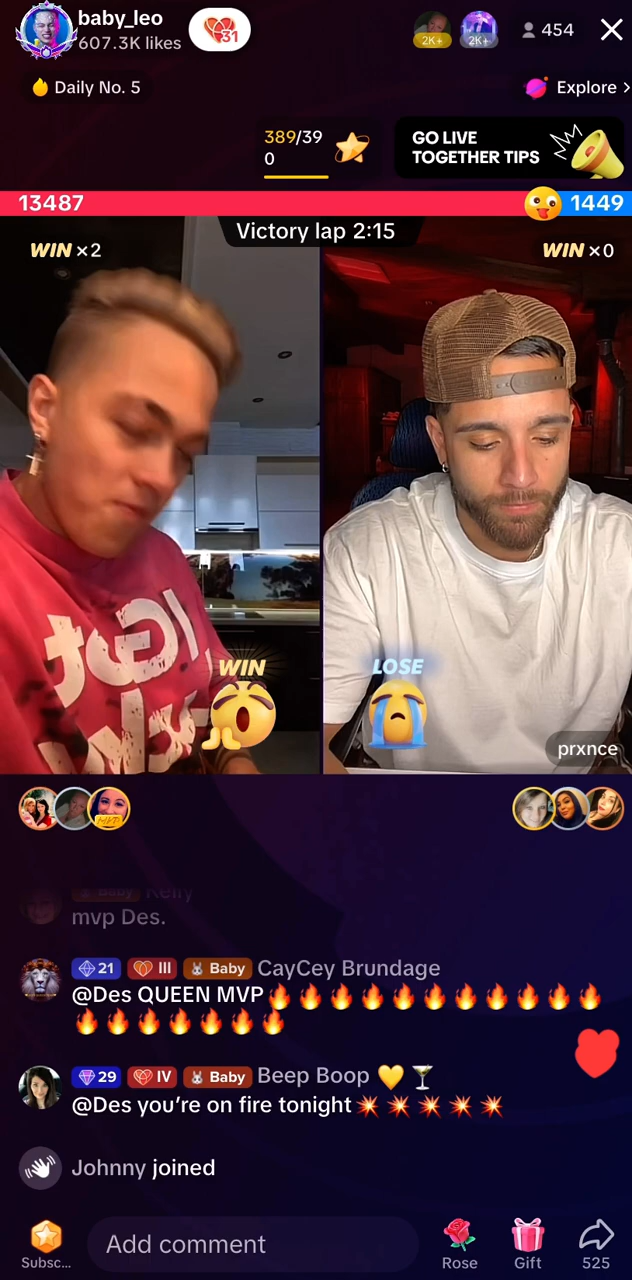 baby_leo
607.3K likes
31
2K+
2K+
454
Daily No. 5
Explore
389/39
0
GO LIVE
TOGETHER TIPS
13487
1449
Victory lap 2:15
WIN ×2
WIN ×0
WIN
LOSE
prxnce
MVP
Baby Kelly
mvp Des.
21 III Baby CayCey Brundage
@Des QUEEN MVP🔥🔥🔥🔥🔥🔥🔥🔥🔥🔥🔥
🔥🔥🔥🔥🔥🔥🔥
29 IV Baby Beep Boop 💛🍸
@Des you're on fire tonight💥💥💥💥💥
Johnny joined
Subsc...
Add comment
Rose
Gift
525